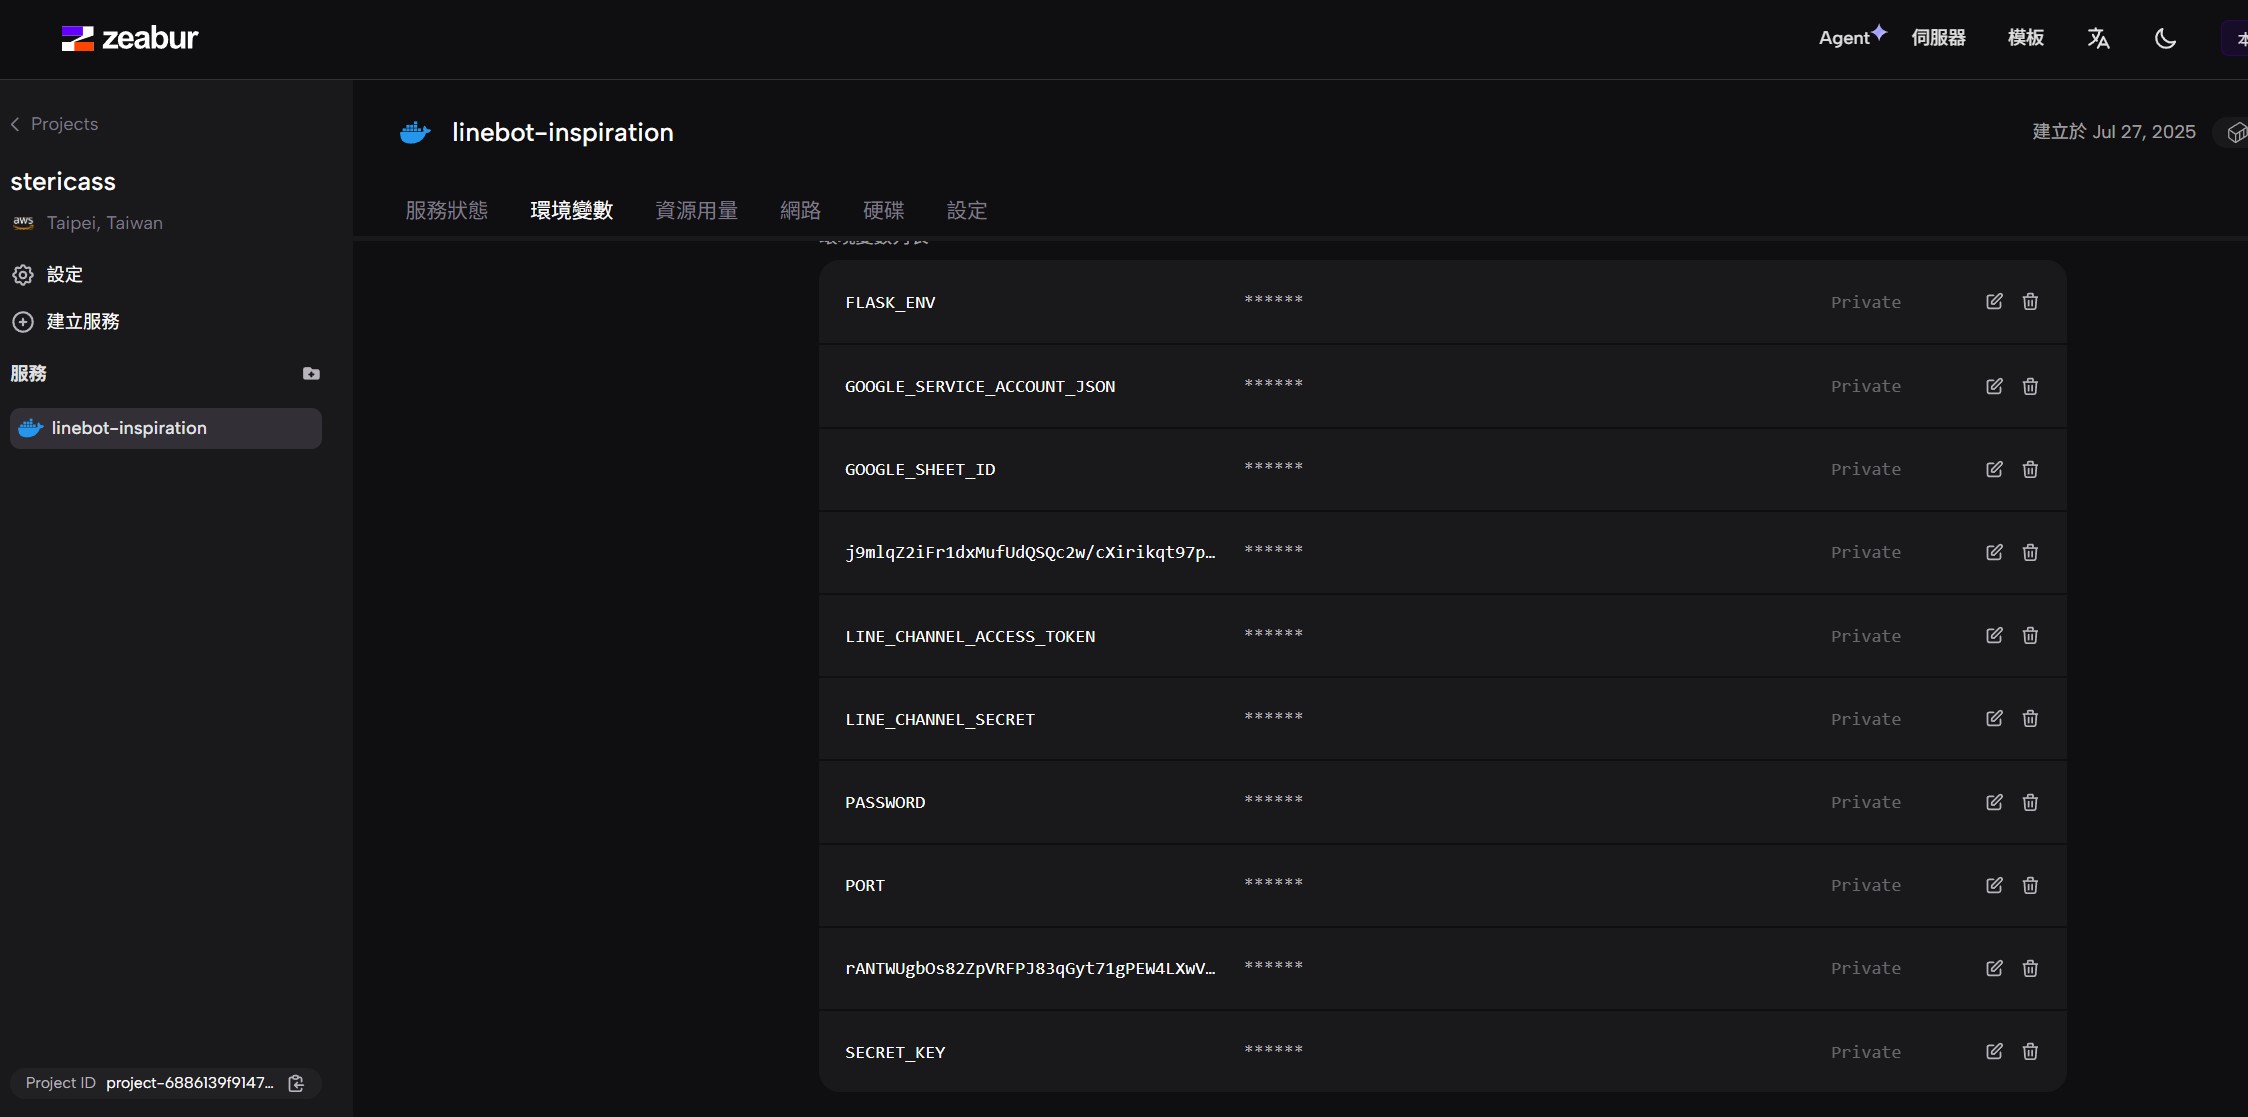 zeabur
Agent
伺服器
模板
Projects
stericass
aws
Taipei, Taiwan
設定
建立服務
服務
linebot-inspiration
Project ID project-6886139f9147...
linebot-inspiration
建立於 Jul 27, 2025
服務狀態
環境變數
資源用量
網路
硬碟
設定
FLASK_ENV ****** Private
GOOGLE_SERVICE_ACCOUNT_JSON ****** Private
GOOGLE_SHEET_ID ****** Private
j9mlqZ2iFr1dxMufUdQSQc2w/cXirikqt97p… ****** Private
LINE_CHANNEL_ACCESS_TOKEN ****** Private
LINE_CHANNEL_SECRET ****** Private
PASSWORD ****** Private
PORT ****** Private
rANTWUgbOs82ZpVRFPJ83qGyt71gPEW4LXwV… ****** Private
SECRET_KEY ****** Private